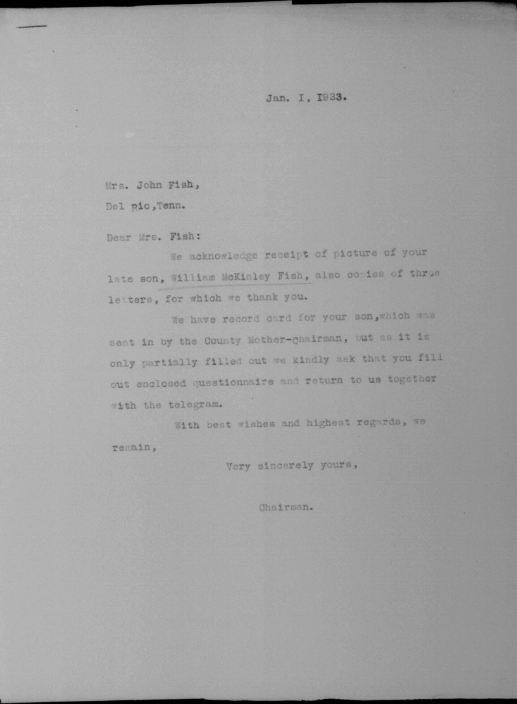 Jan. I, I933.
Mrs. John Fish,
Del Rio,Tenn.
Dear Mrs. Fish:
We acknowledge receipt of picture of your
late son, William McKinley Fish, also copies of three
letters, for which we thank you.
We have record card for your son,which was
sent in by the County Mother-chairman, but as it is
only partially filled out we kindly ask that you fill
out enclosed questionnaire and return to us together
with the telegram.
With best wishes and highest regards, we
remain,
Very sincerely yours,
Chairman.